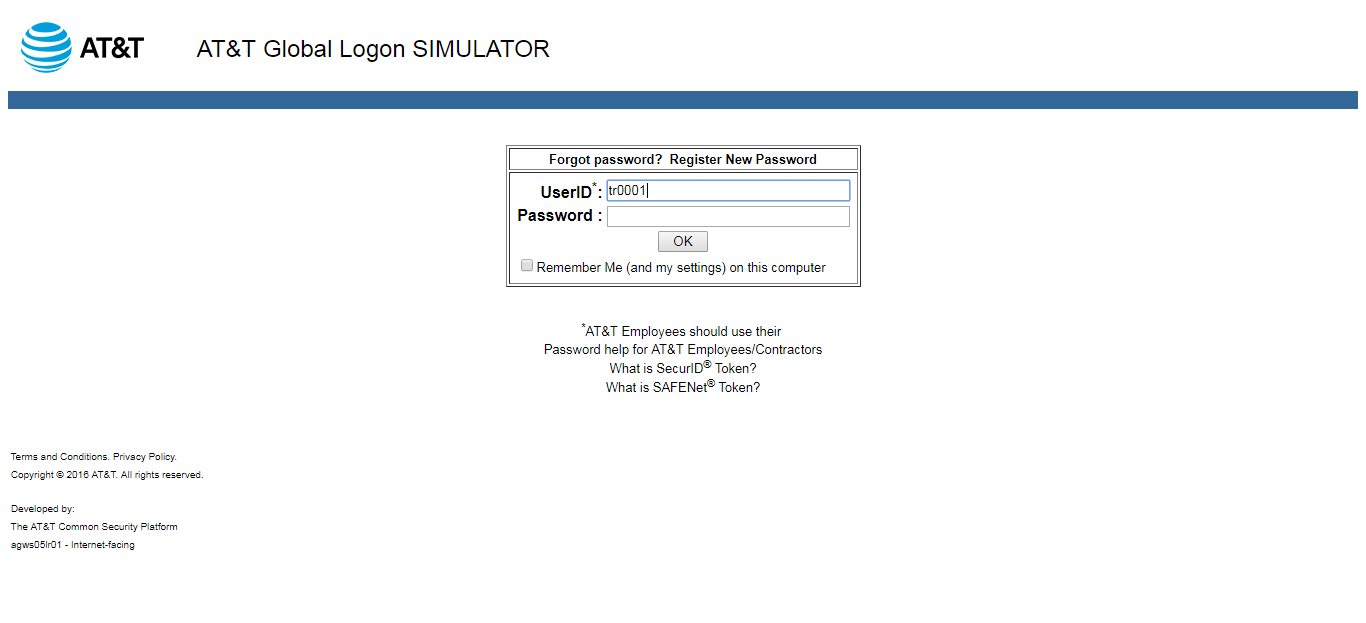 AT&T
AT&T Global Logon SIMULATOR
Forgot password? Register New Password
UserID*: tr0001
Password :
OK
Remember Me (and my settings) on this computer
*AT&T Employees should use their
Password help for AT&T Employees/Contractors
What is SecurID® Token?
What is SAFENet® Token?
Terms and Conditions. Privacy Policy.
Copyright © 2016 AT&T. All rights reserved.
Developed by:
The AT&T Common Security Platform
agws05lr01 - Internet-facing